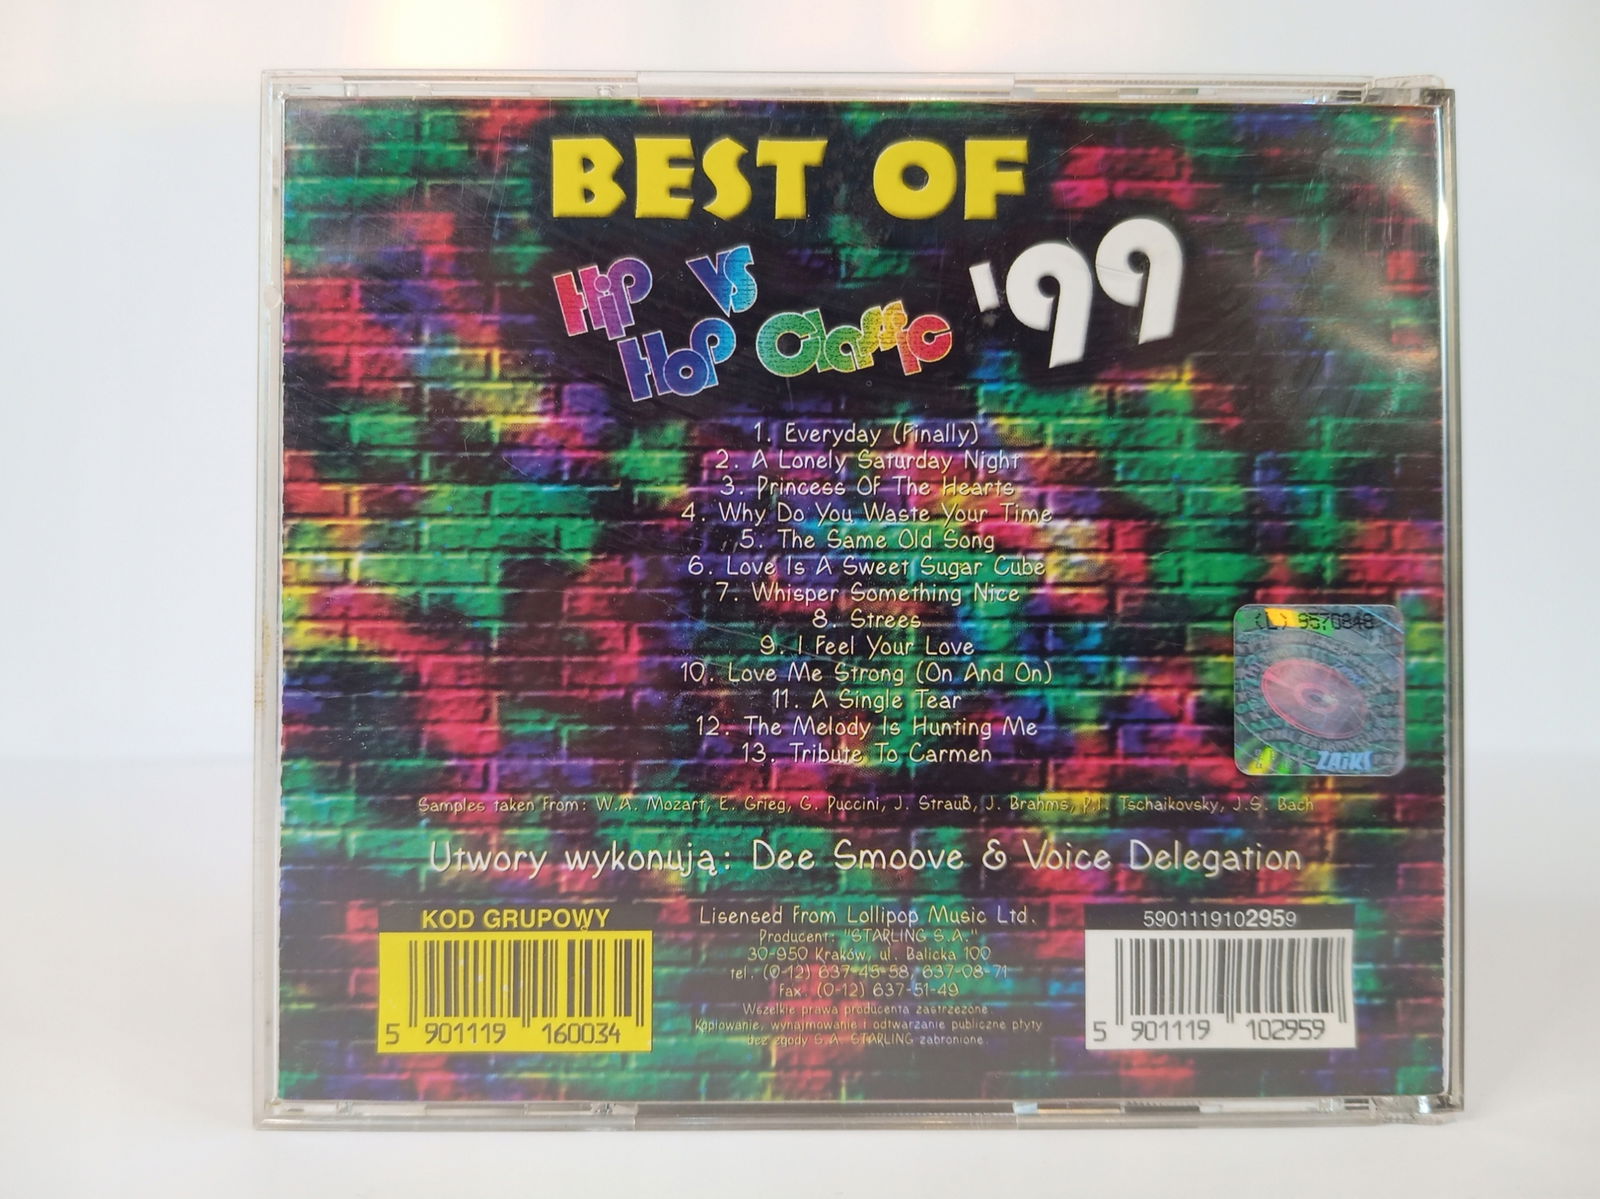 BEST OF
Hip Hop vs Classic '99
1. Everyday (Finally)
2. A Lonely Saturday Night
3. Princess Of The Hearts
4. Why Do You Waste Your Time
5. The Same Old Song
6. Love Is A Sweet Sugar Cube
7. Whisper Something Nice
8. Strees
9. I Feel Your Love
10. Love Me Strong (On And On)
11. A Single Tear
12. The Melody Is Hunting Me
13. Tribute To Carmen
(L) 9570848
ZAiKS
Samples taken from: W.A. Mozart, E. Grieg, G. Puccini, J. Strauß, J. Brahms, P.I. Tschaikovsky, J.S. Bach
Utwory wykonują: Dee Smoove & Voice Delegation
KOD GRUPOWY
5 901119 160034
Lisensed From Lollipop Music Ltd.
Producent: "STARLING S.A."
30-950 Kraków, ul. Balicka 100
tel. (0-12) 637-45-58, 637-08-71
fax. (0-12) 637-51-49
Wszelkie prawa producenta zastrzeżone.
Kopiowanie, wynajmowanie i odtwarzanie publiczne płyty
bez zgody S.A. STARLING zabronione.
5901119102959
5 901119 102959